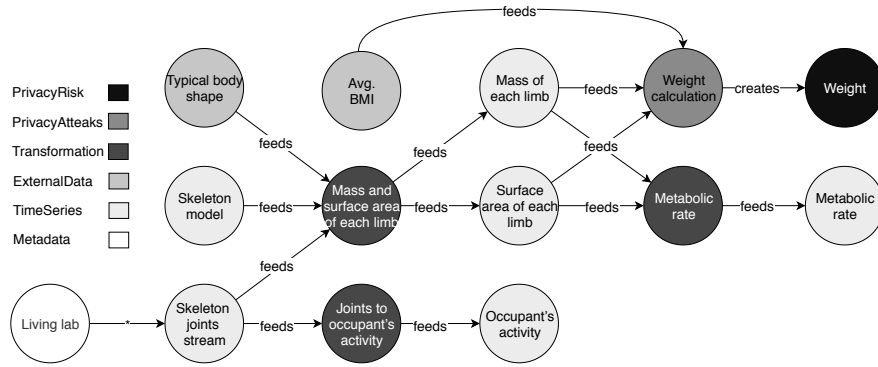 feeds
Typical body
shape
Avg.
BMI
Mass of
each limb
feeds
Weight
calculation
creates
Weight
PrivacyRisk
PrivacyAtteaks
Transformation
ExternalData
TimeSeries
Metadata
feeds
feeds
feeds
Skeleton
model
feeds
Mass and
surface area
of each limb
feeds
Surface
area of each
limb
feeds
Metabolic
rate
feeds
Metabolic
rate
feeds
Living lab
*
Skeleton
joints
stream
feeds
Joints to
occupant's
activity
feeds
Occupant's
activity